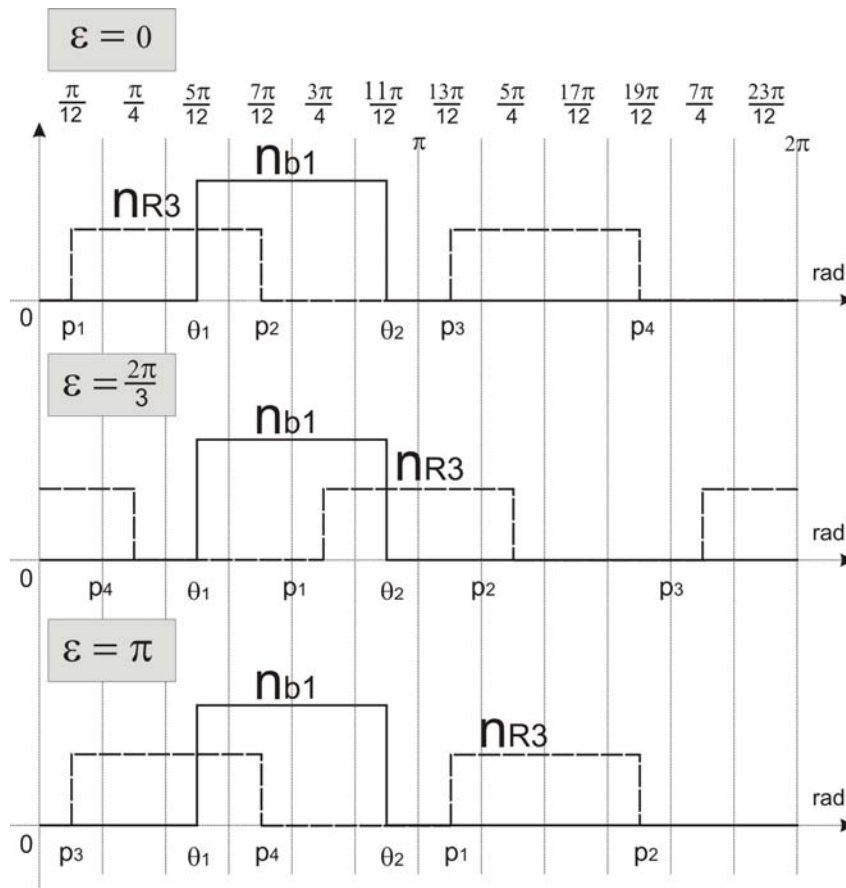 ε = 0
π/12 π/4 5π/12 7π/12 3π/4 11π/12 13π/12 5π/4 17π/12 19π/12 7π/4 23π/12
π 2π
nb1
nR3
rad
0 p1 θ1 p2 θ2 p3 p4
ε = 2π/3
nb1
nR3
rad
0 p4 θ1 p1 θ2 p2 p3
ε = π
nb1
nR3
rad
0 p3 θ1 p4 θ2 p1 p2